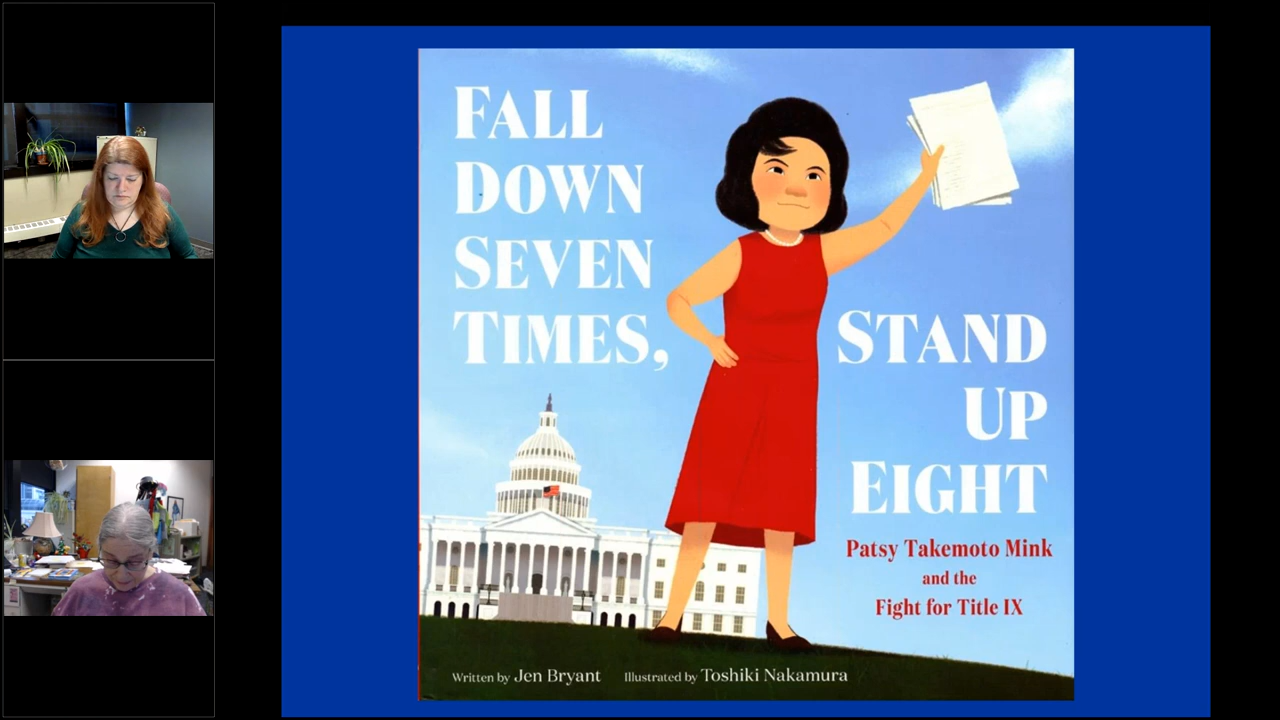 FALL
DOWN
SEVEN
TIMES,
STAND
UP
EIGHT
Patsy Takemoto Mink
and the
Fight for Title IX
Written by Jen Bryant Illustrated by Toshiki Nakamura